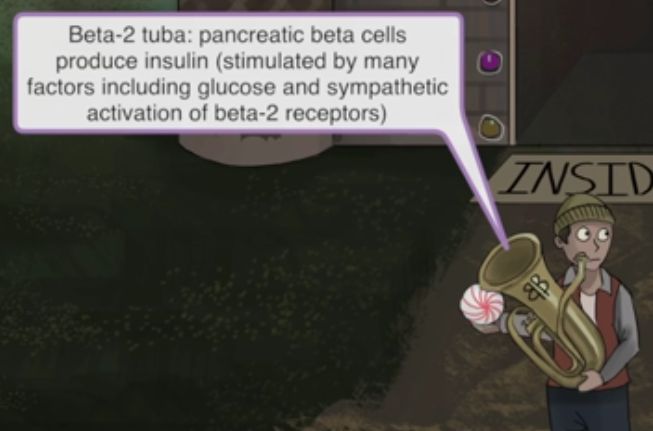 Beta-2 tuba: pancreatic beta cells
produce insulin (stimulated by many
factors including glucose and sympathetic
activation of beta-2 receptors)
INSID